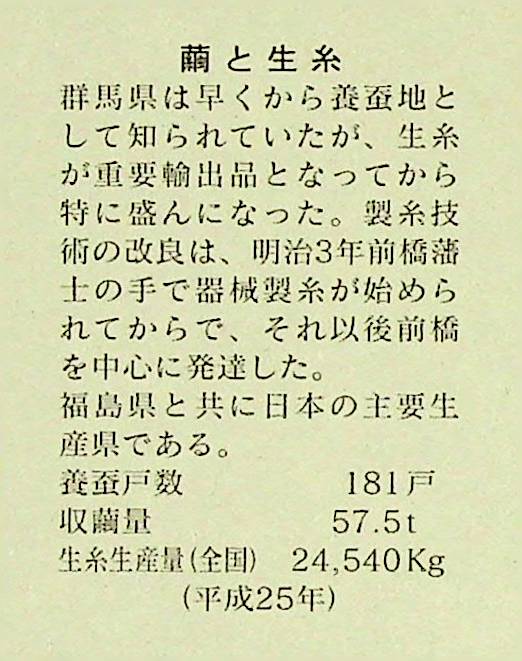 繭と生糸
群馬県は早くから養蚕地と
して知られていたが、生糸
が重要輸出品となってから
特に盛んになった。製糸技
術の改良は、明治3年前橋藩
士の手で器械製糸が始めら
れてからで、それ以後前橋
を中心に発達した。
福島県と共に日本の主要生
産県である。
養蚕戸数 181戸
収繭量 57.5t
生糸生産量(全国) 24,540Kg
(平成25年)